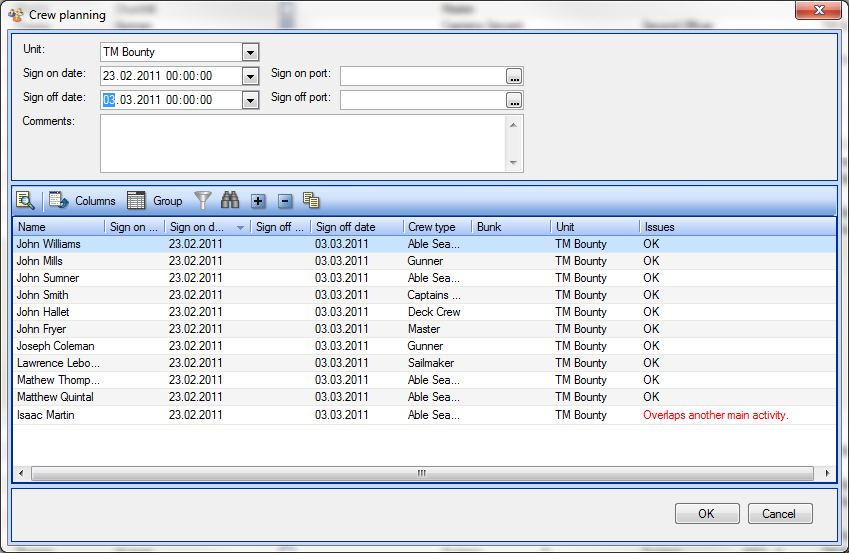 Crew planning
Unit: TM Bounty
Sign on date: 23.02.2011 00:00:00 Sign on port: ...
Sign off date: 03.03.2011 00:00:00 Sign off port: ...
Comments:
Columns Group
Name Sign on ... Sign on d... Sign off ... Sign off date Crew type Bunk Unit Issues
John Williams 23.02.2011 03.03.2011 Able Sea... TM Bounty OK
John Mills 23.02.2011 03.03.2011 Gunner TM Bounty OK
John Sumner 23.02.2011 03.03.2011 Able Sea... TM Bounty OK
John Smith 23.02.2011 03.03.2011 Captains ... TM Bounty OK
John Hallet 23.02.2011 03.03.2011 Deck Crew TM Bounty OK
John Fryer 23.02.2011 03.03.2011 Master TM Bounty OK
Joseph Coleman 23.02.2011 03.03.2011 Gunner TM Bounty OK
Lawrence Lebo... 23.02.2011 03.03.2011 Sailmaker TM Bounty OK
Mathew Thomp... 23.02.2011 03.03.2011 Able Sea... TM Bounty OK
Matthew Quintal 23.02.2011 03.03.2011 Able Sea... TM Bounty OK
Isaac Martin 23.02.2011 03.03.2011 Able Sea... TM Bounty Overlaps another main activity.
OK Cancel